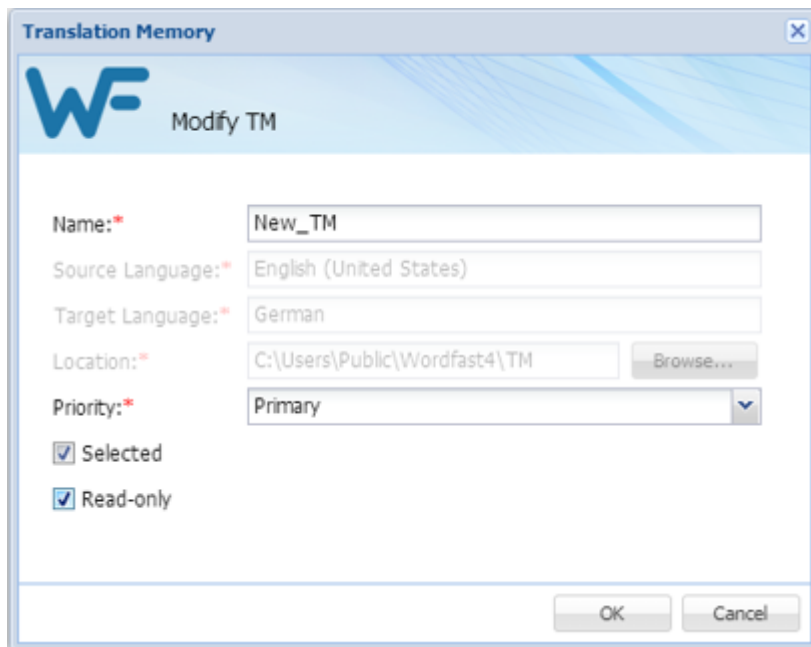 Translation Memory
WF Modify TM
Name:* New_TM
Source Language:* English (United States)
Target Language:* German
Location:* C:\Users\Public\Wordfast4\TM Browse...
Priority:* Primary
Selected
Read-only
OK Cancel